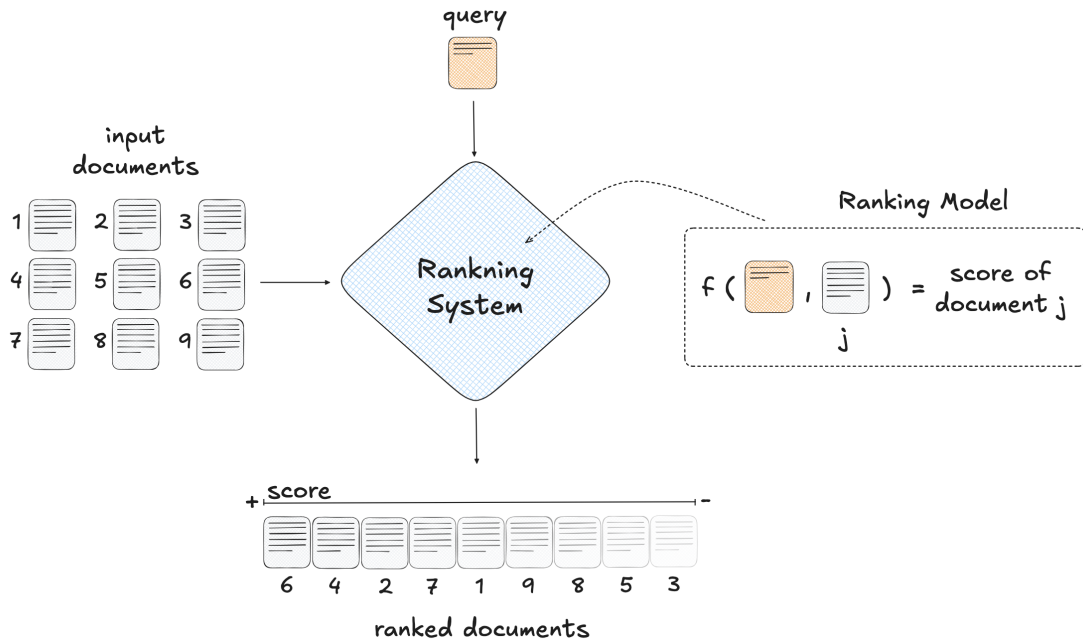 query
input
documents
1 2 3
4 5 6
7 8 9
Rankning
System
Ranking Model
f ( , ) = score of
document j
j
+ score -
6 4 2 7 1 9 8 5 3
ranked documents